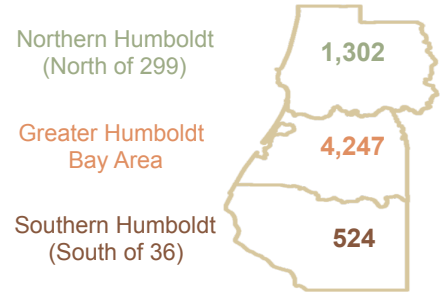 Northern Humboldt
(North of 299)
1,302
Greater Humboldt
Bay Area
4,247
Southern Humboldt
(South of 36)
524